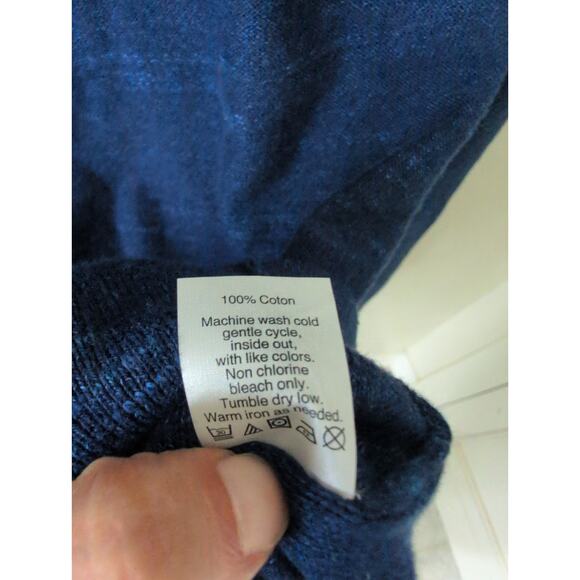 100% Coton
Machine wash cold
gentle cycle,
inside out,
with like colors.
Non chlorine
bleach only.
Tumble dry low.
Warm iron as needed.
30